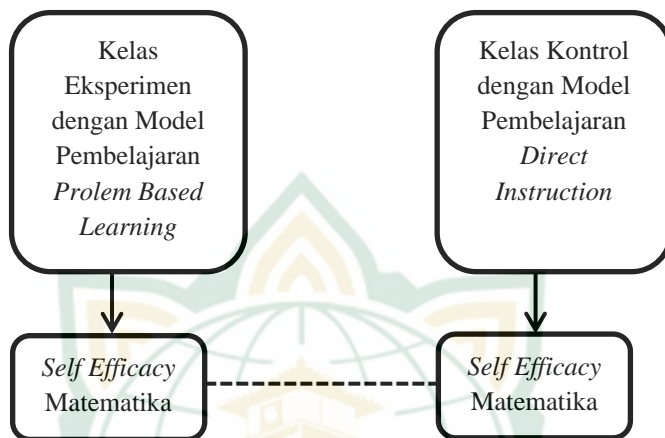 Kelas
Eksperimen
dengan Model
Pembelajaran
Prolem Based
Learning
Kelas Kontrol
dengan Model
Pembelajaran
Direct
Instruction
Self Efficacy
Matematika
Self Efficacy
Matematika